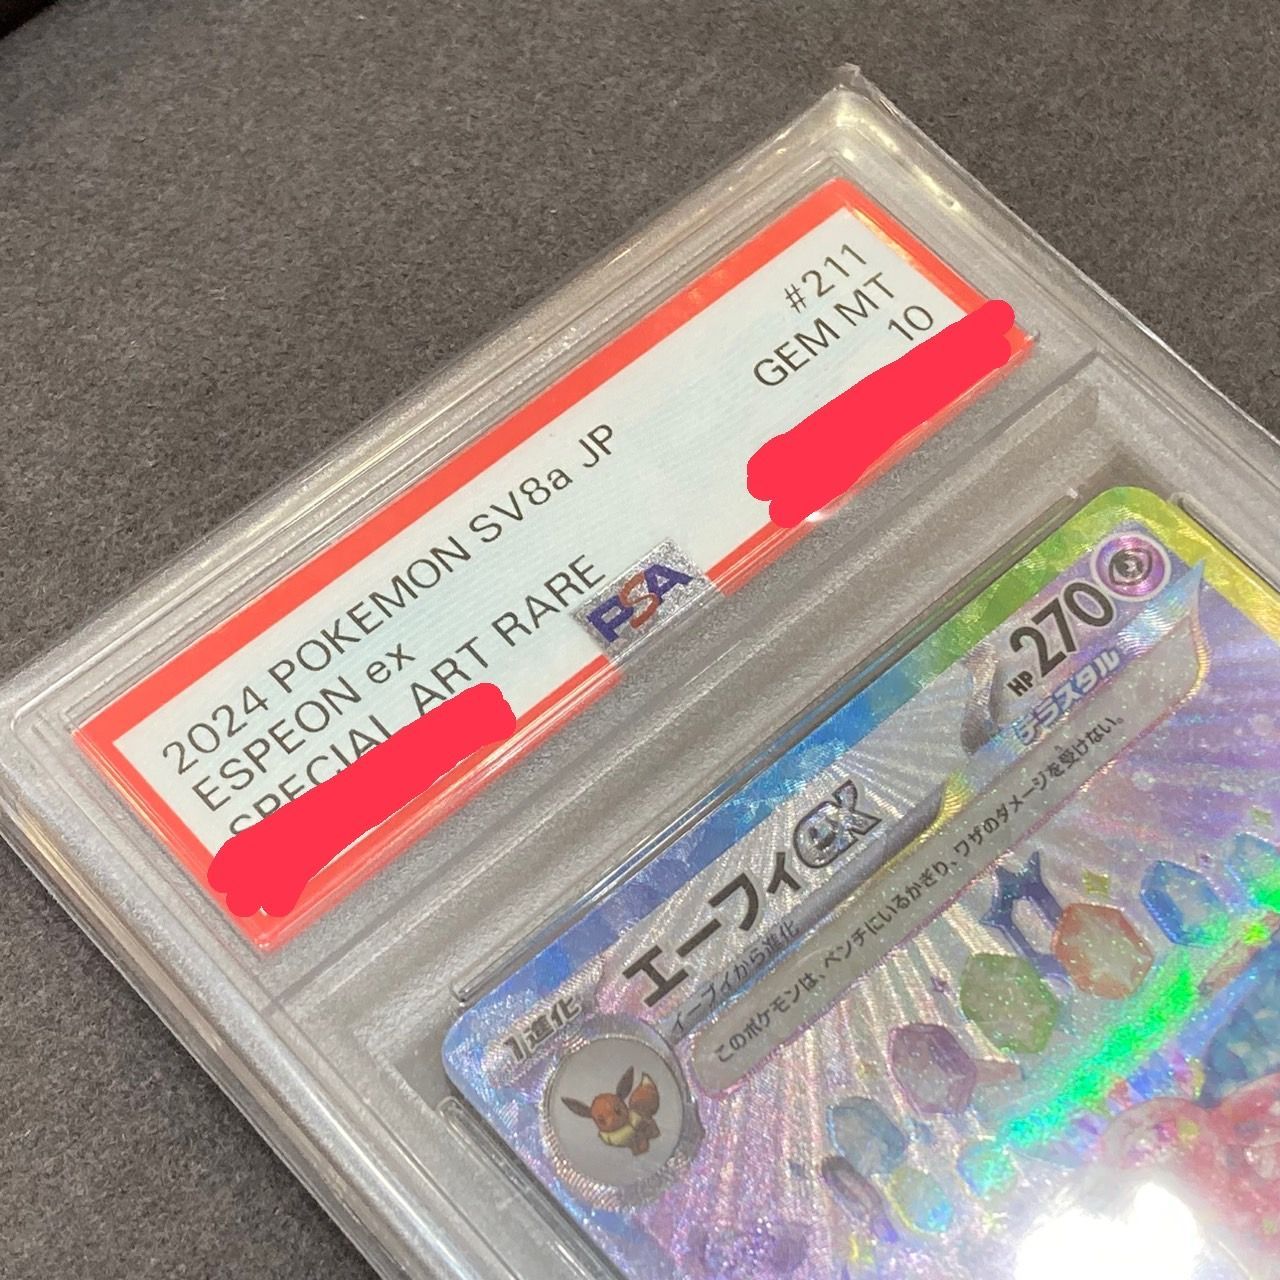 2024 POKEMON SV8a JP
#211
ESPEON ex
GEM MT
SPECIAL ART RARE
10
PSA
1進化
エーフィex
HP270
イーブイから進化
テラスタル
このポケモンは、ベンチにいるかぎり、ワザのダメージを受けない。